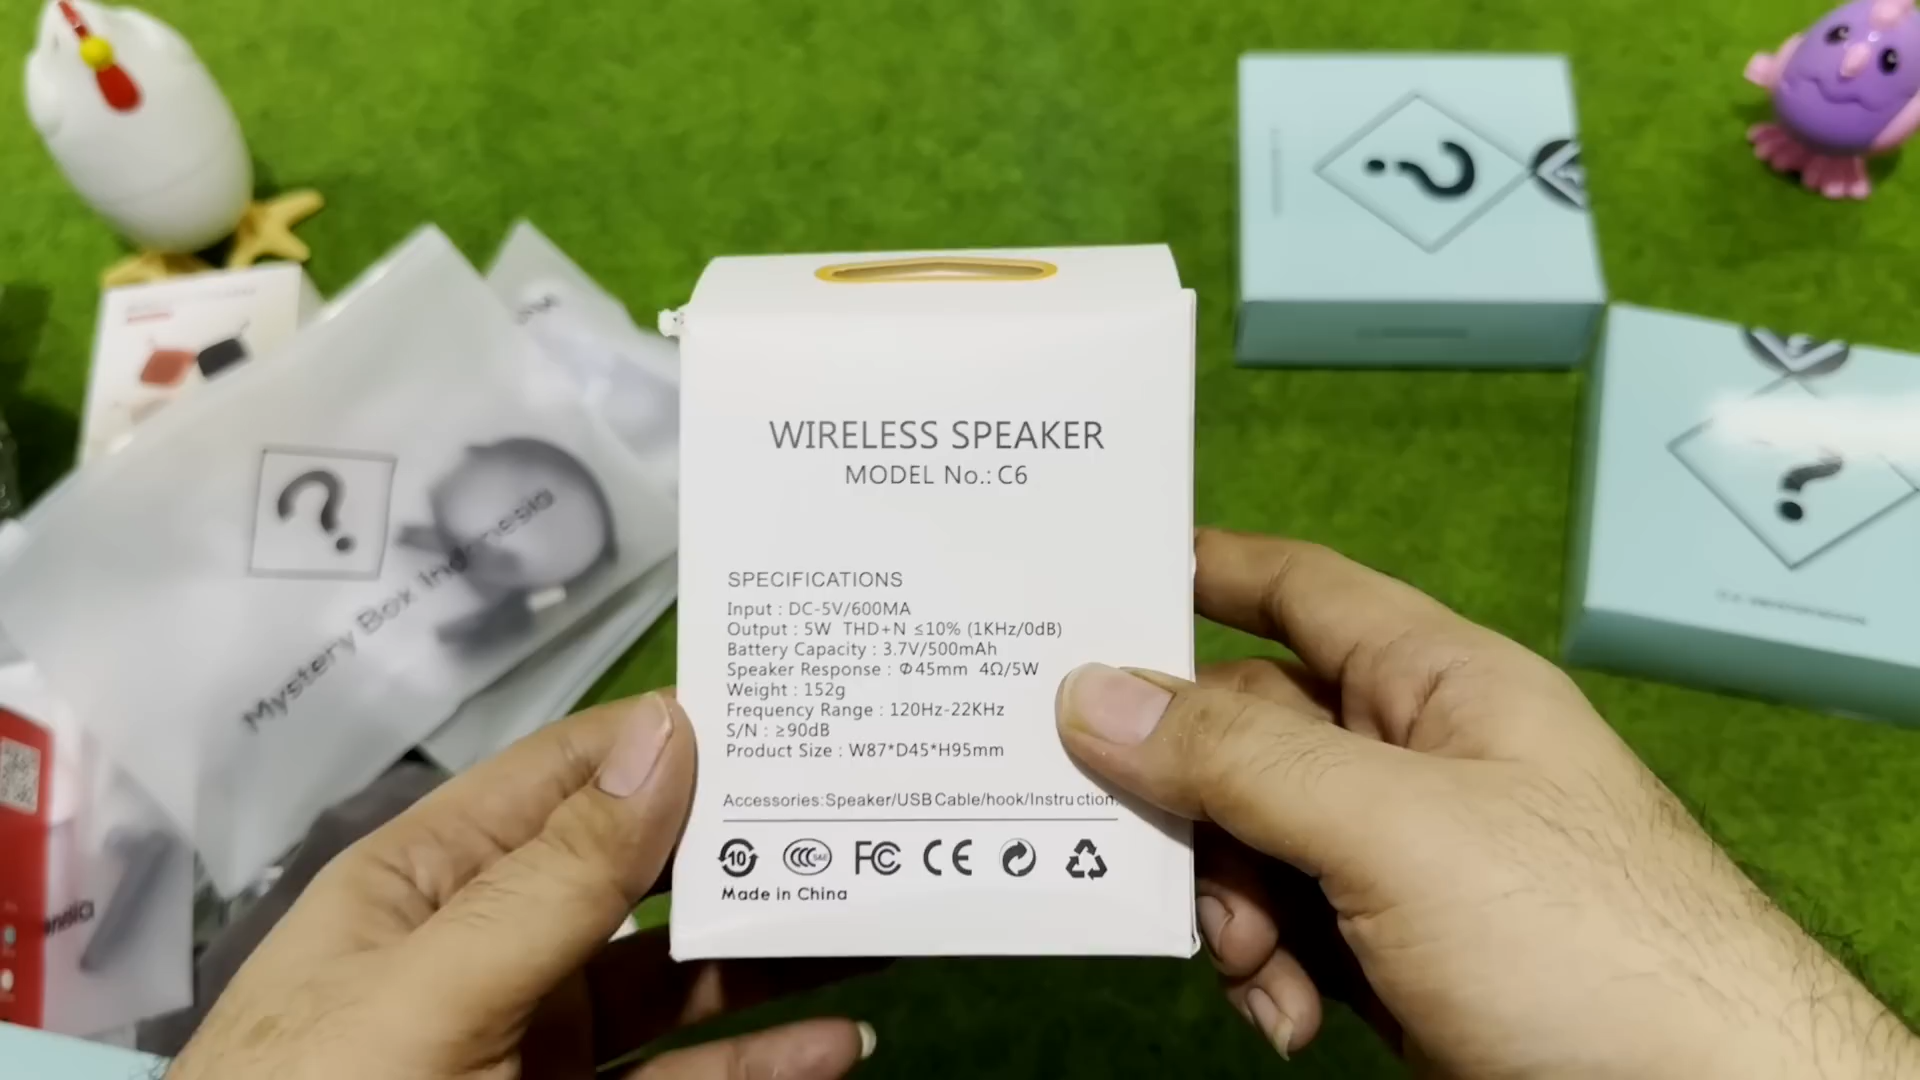 WIRELESS SPEAKER
MODEL No.: C6
SPECIFICATIONS
Input : DC-5V/600MA
Output : 5W THD+N ≤10% (1KHz/0dB)
Battery Capacity : 3.7V/500mAh
Speaker Response : Φ45mm 4Ω/5W
Weight : 152g
Frequency Range : 120Hz-22KHz
S/N : ≥90dB
Product Size : W87*D45*H95mm
Accessories:Speaker/USB Cable/hook/Instruction.
10 CCC S&E FC CE
Made in China
?
Mystery Box Indonesia
?
?